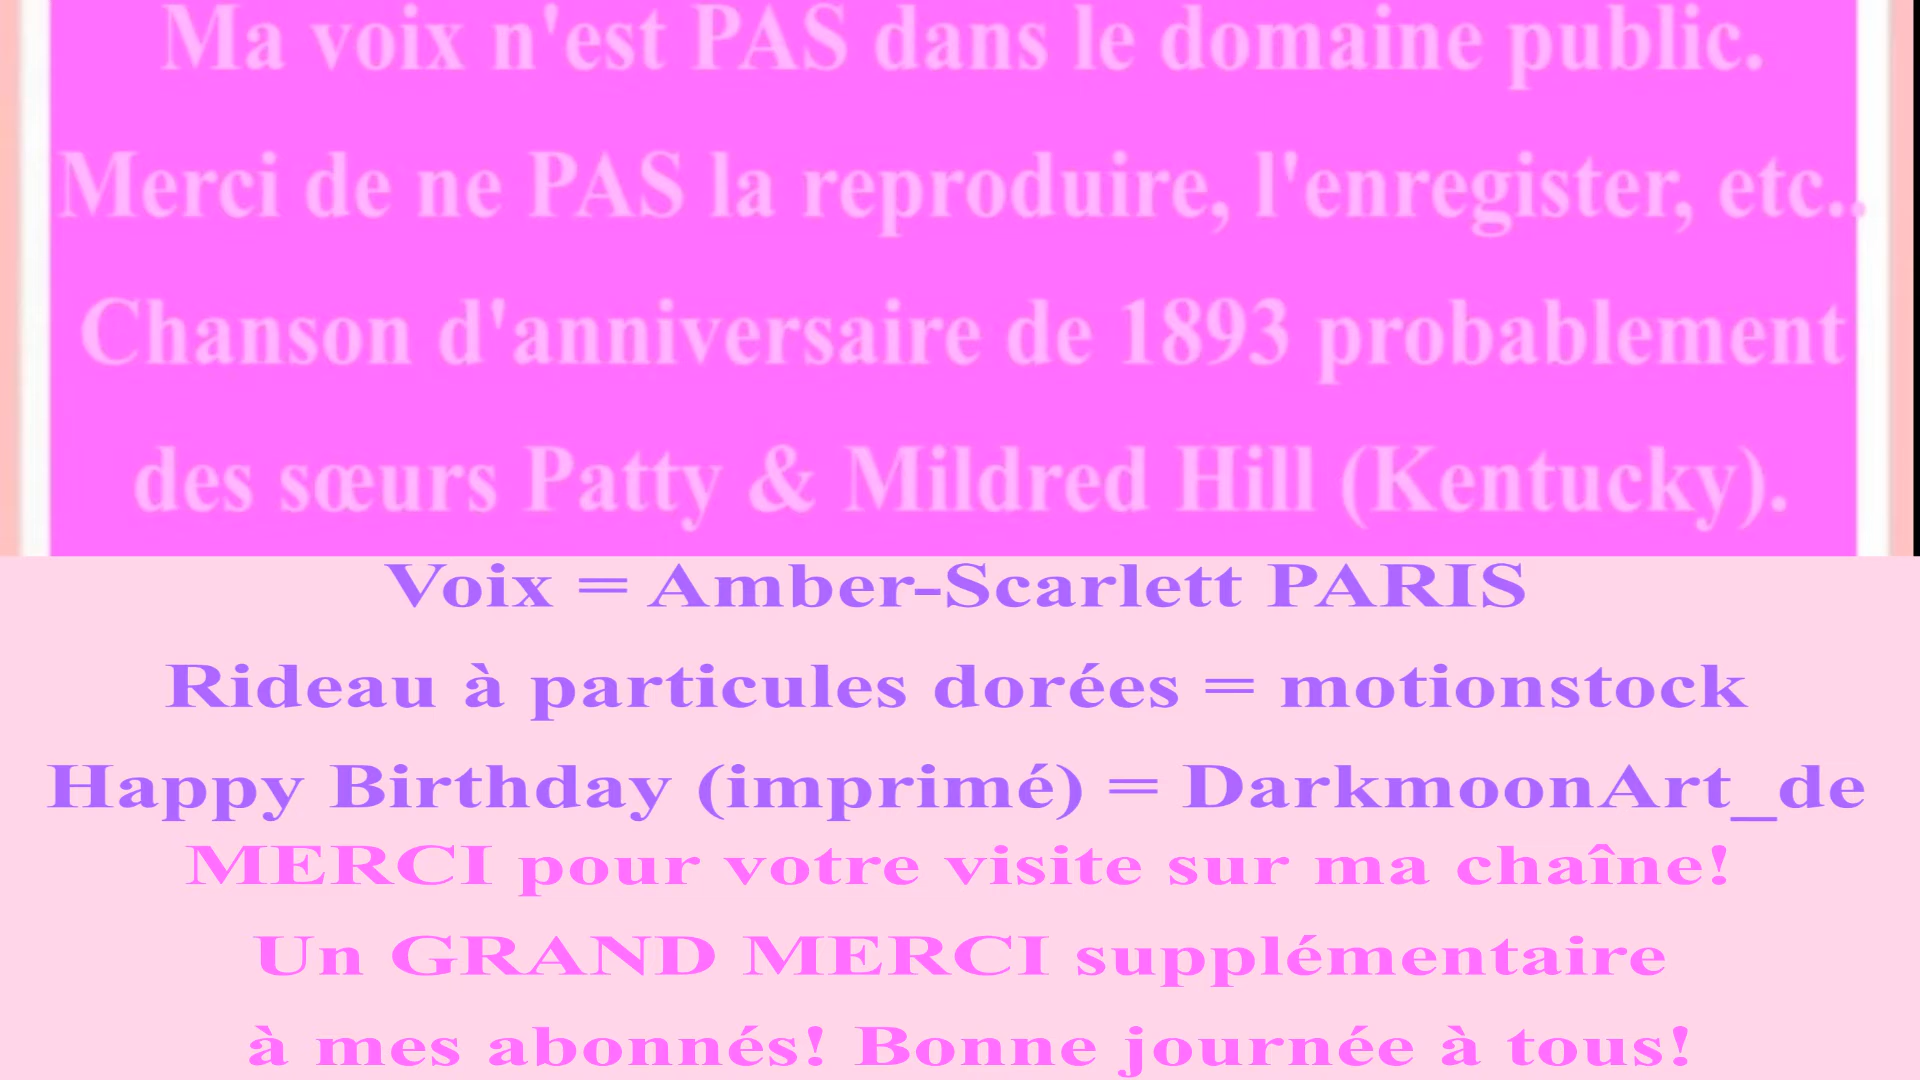 Ma voix n'est PAS dans le domaine public.
Merci de ne PAS la reproduire, l'enregister, etc..
Chanson d'anniversaire de 1893 probablement
des sœurs Patty & Mildred Hill (Kentucky).
Voix = Amber-Scarlett PARIS
Rideau à particules dorées = motionstock
Happy Birthday (imprimé) = DarkmoonArt_de
MERCI pour votre visite sur ma chaîne!
Un GRAND MERCI supplémentaire
à mes abonnés! Bonne journée à tous!